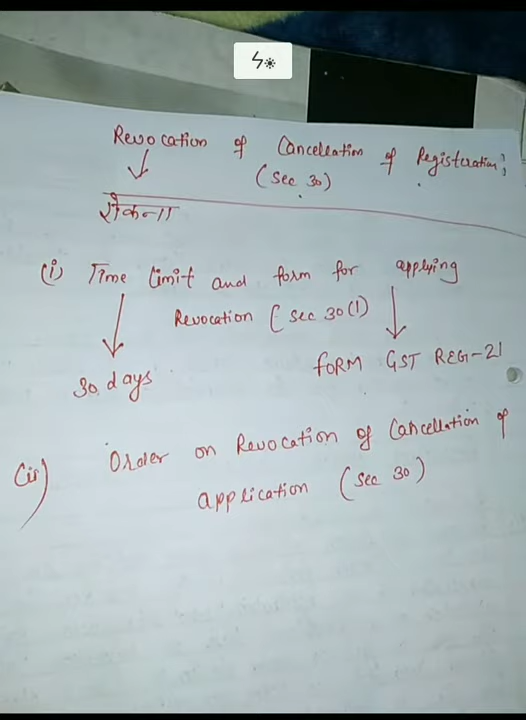 Revocation of Cancellation of Registration;
(Sec 30)
रोकना
(i) Time limit and form for applying
Revocation (Sec 30(1)
30 days
FORM GST REG-21
(ii) Order on Revocation of Cancellation of
application (Sec 30)